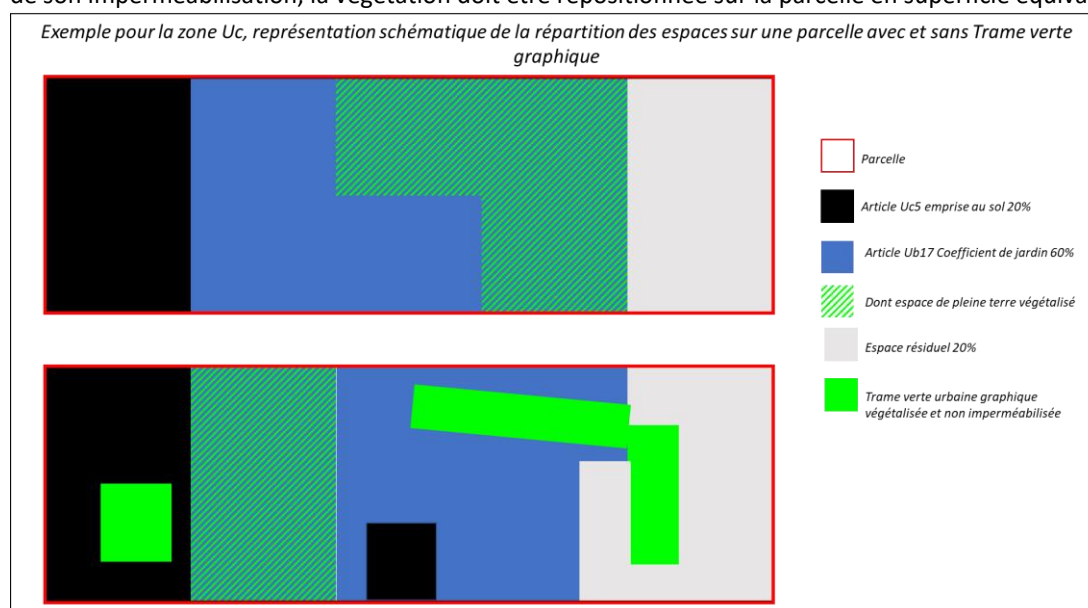 de son imperméabilisation, la végétation doit être repositionnée sur la parcelle en superficie
Exemple pour la zone Uc, représentation schématique de la répartition des espaces sur une parcelle avec et sans Trame verte
graphique
Parcelle
Article Uc5 emprise au sol 20%
Article Ub17 Coefficient de jardin 60%
Dont espace de pleine terre végétalisé
Espace résiduel 20%
Trame verte urbaine graphique
végétalisée et non imperméabilisée